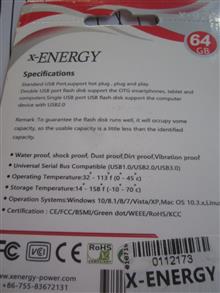 x-ENERGY
64
GB
Specifications
Standard USB Port,support hot plug , plug and play
Double USB port flash disk support the OTG smartphones, tablet and
computers;Single USB port USB flash disk support the computer
device with USB2.0
Remark :To guarantee the flash disk runs well, it will occupy some
capacity, so the usable capacity is a little less than the identified
capacity.
• Water proof, shock proof, Dust proof,Dirt proof,Vibration proof
• Universal Serial Bus Compatible (USB1.0/USB2.0/USB3.0)
• Operating Temperature:32°- 113°f (0- 45°c)
• Storage Temperature:14°- 158°f (-10°- 70°c)
• Operation Systems:Windows 10/8.1/8/7/Vista/XP,Mac OS 10.3.x,Linux
• Certification : CE/FCC/BSMI/Green dot/WEEE/RoHS/KCC
CE
RoHS
www.xenergy-power.com
+86-755-83672131
0112173
X-ENERGY